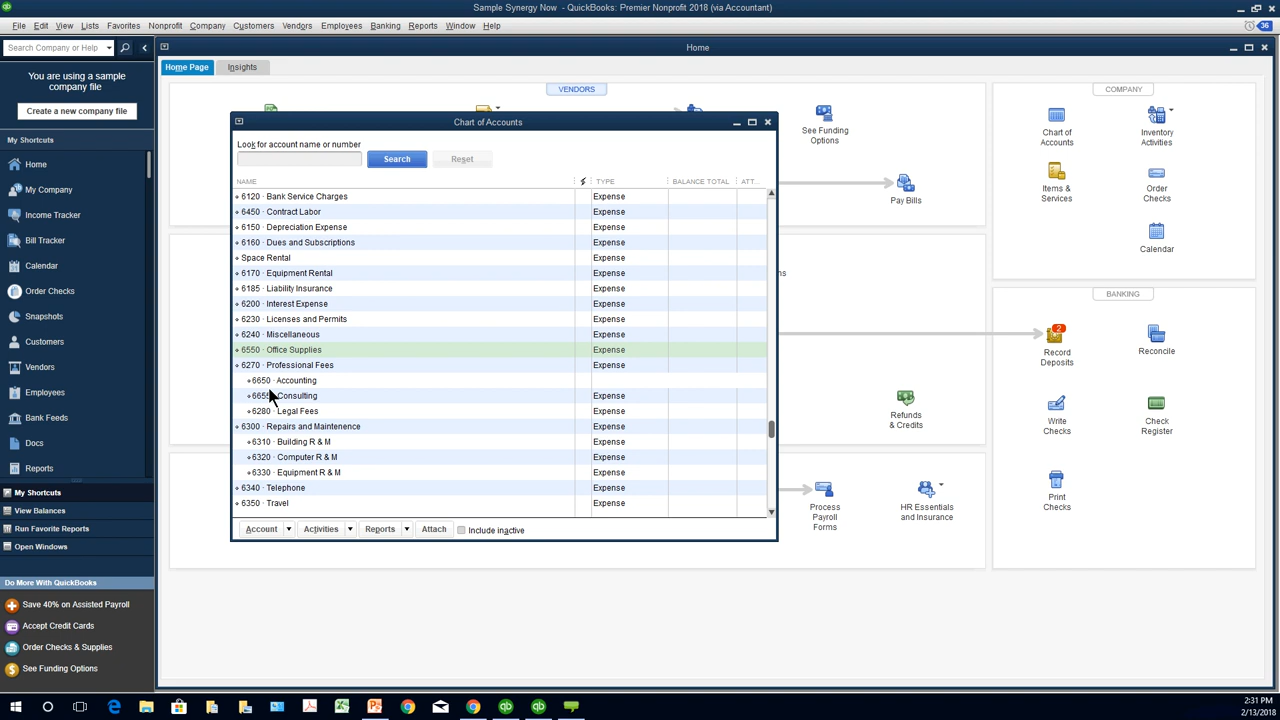 Sample Synergy Now - QuickBooks: Premier Nonprofit 2018 (via Accountant)
File Edit View Lists Favorites Nonprofit Company Customers Vendors Employees Banking Reports Window Help
36
Search Company or Help
Home
You are using a sample
company file
Create a new company file
My Shortcuts
Home
My Company
Income Tracker
Bill Tracker
Calendar
Order Checks
Snapshots
Customers
Vendors
Employees
Bank Feeds
Docs
Reports
My Shortcuts
View Balances
Run Favorite Reports
Open Windows
Do More With QuickBooks
Save 40% on Assisted Payroll
Accept Credit Cards
Order Checks & Supplies
See Funding Options
Home Page
Insights
VENDORS
See Funding
Options
Pay Bills
Refunds
& Credits
Process
Payroll
Forms
HR Essentials
and Insurance
COMPANY
Chart of
Accounts
Inventory
Activities
Items &
Services
Order
Checks
Calendar
BANKING
2
Record
Deposits
Reconcile
Write
Checks
Check
Register
Print
Checks
Chart of Accounts
Look for account name or number
Search
Reset
NAME TYPE BALANCE TOTAL ATT...
6120 · Bank Service Charges Expense
6450 · Contract Labor Expense
6150 · Depreciation Expense Expense
6160 · Dues and Subscriptions Expense
Space Rental Expense
6170 · Equipment Rental Expense
6185 · Liability Insurance Expense
6200 · Interest Expense Expense
6230 · Licenses and Permits Expense
6240 · Miscellaneous Expense
6550 · Office Supplies Expense
6270 · Professional Fees Expense
6650 · Accounting
Consulting Expense
6280 · Legal Fees Expense
6300 · Repairs and Maintenence Expense
6310 · Building R & M Expense
6320 · Computer R & M Expense
6330 · Equipment R & M Expense
6340 · Telephone Expense
6350 · Travel Expense
Account
Activities
Reports
Attach
Include inactive
2:31 PM
2/13/2018